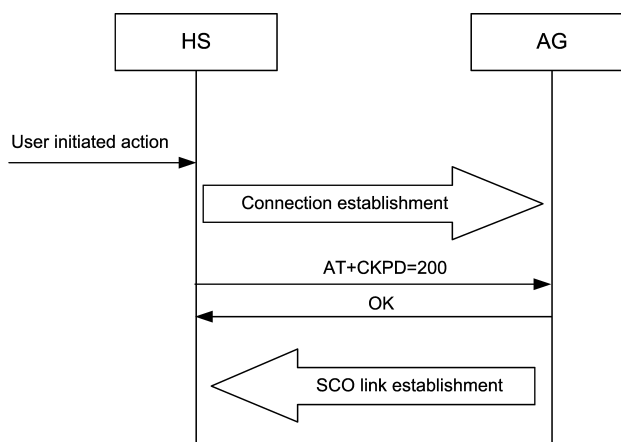 HS
AG
User initiated action
Connection establishment
AT+CKPD=200
OK
SCO link establishment